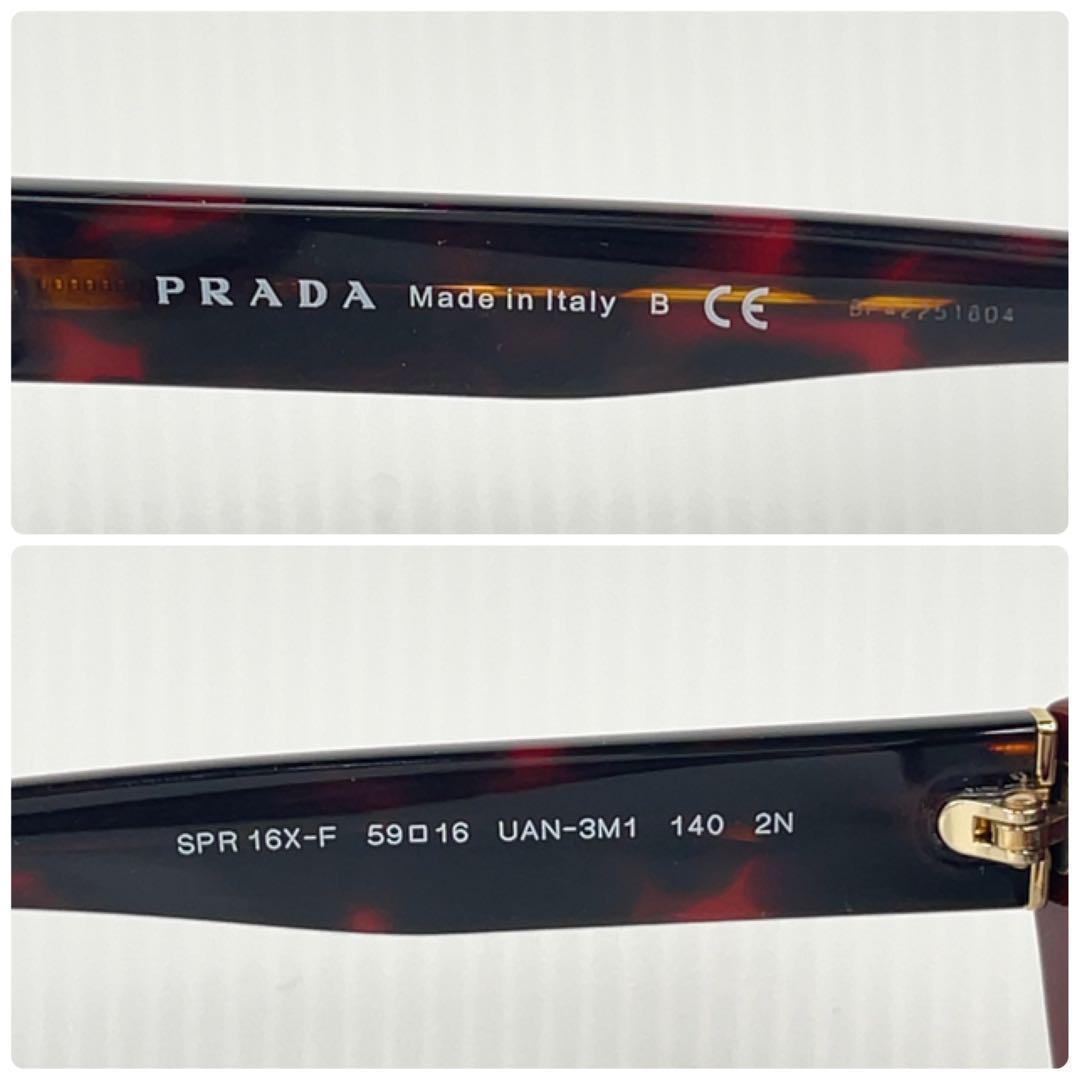 PRADA Made in Italy B CE
SPR 16X-F 59□16 UAN-3M1 140 2N